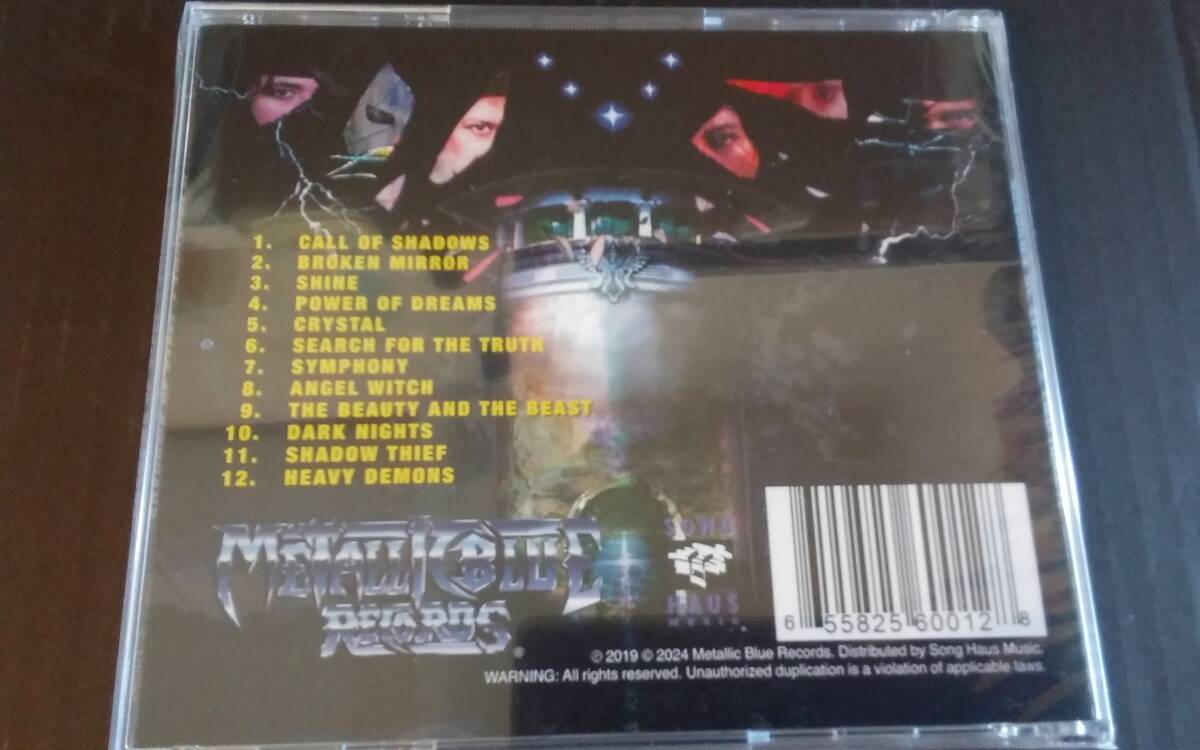 1. CALL OF SHADOWS
2. BROKEN MIRROR
3. SHINE
4. POWER OF DREAMS
5. CRYSTAL
6. SEARCH FOR THE TRUTH
7. SYMPHONY
8. ANGEL WITCH
9. THE BEAUTY AND THE BEAST
10. DARK NIGHTS
11. SHADOW THIEF
12. HEAVY DEMONS
METALLIC BLUE
RECORDS
®
SONG
HAUS
MUSIC
6 55825 60012 8
℗ 2019 © 2024 Metallic Blue Records. Distributed by Song Haus Music.
WARNING: All rights reserved. Unauthorized duplication is a violation of applicable laws.